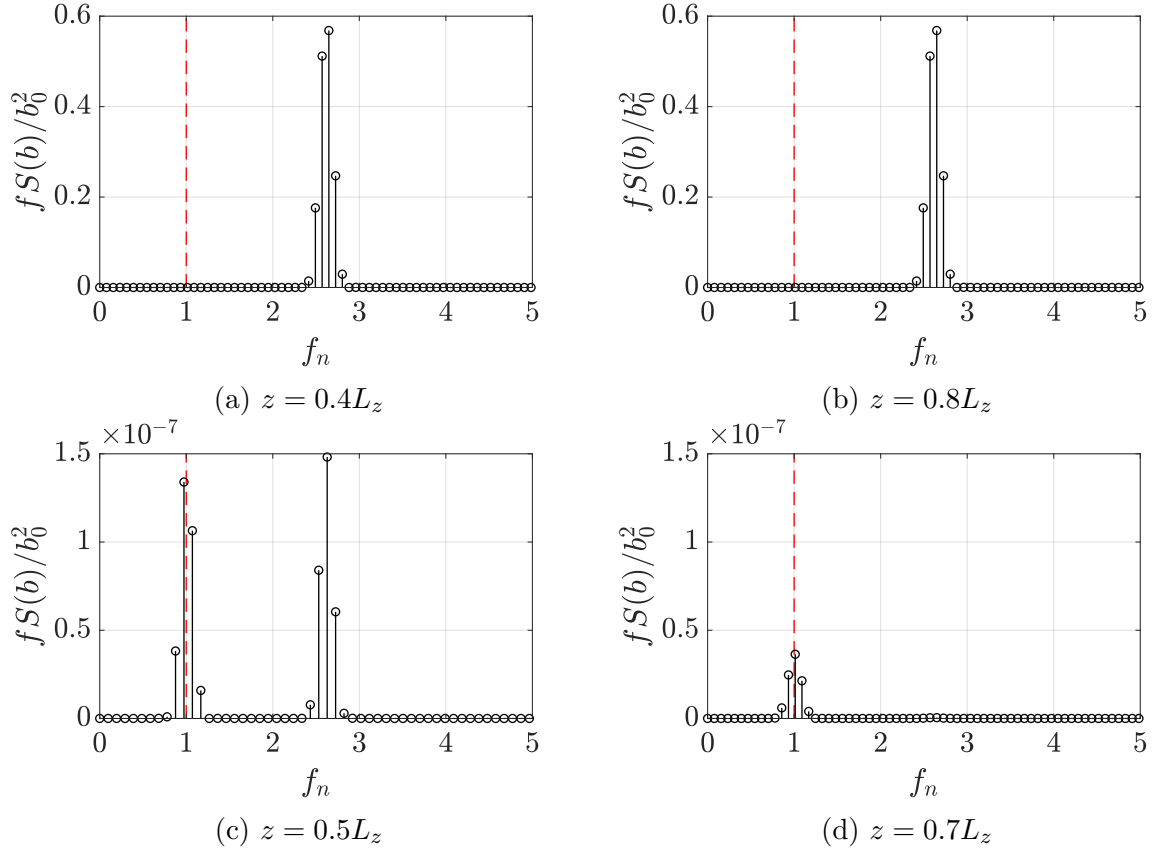 0.6
0.4
0.2
0
fS(b)/b_0^2
0 1 2 3 4 5
f_n
(a) z = 0.4L_z
0.6
0.4
0.2
0
fS(b)/b_0^2
0 1 2 3 4 5
f_n
(b) z = 0.8L_z
×10^{-7}
1.5
1
0.5
0
fS(b)/b_0^2
0 1 2 3 4 5
f_n
(c) z = 0.5L_z
×10^{-7}
1.5
1
0.5
0
fS(b)/b_0^2
0 1 2 3 4 5
f_n
(d) z = 0.7L_z